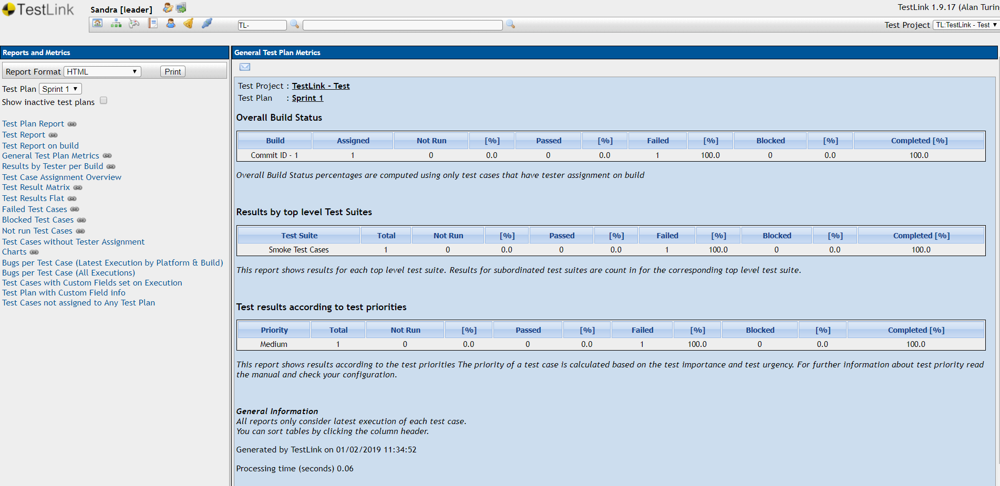 TestLink
Sandra [leader]
TestLink 1.9.17 (Alan Turin
TL-
Test Project TL:TestLink - Test
Reports and Metrics
Report Format HTML Print
Test Plan Sprint 1
Show inactive test plans
Test Plan Report
Test Report
Test Report on build
General Test Plan Metrics
Results by Tester per Build
Test Case Assignment Overview
Test Result Matrix
Test Results Flat
Failed Test Cases
Blocked Test Cases
Not run Test Cases
Test Cases without Tester Assignment
Charts
Bugs per Test Case (Latest Execution by Platform & Build)
Bugs per Test Case (All Executions)
Test Cases with Custom Fields set on Execution
Test Plan with Custom Field info
Test Cases not assigned to Any Test Plan
General Test Plan Metrics
Test Project : TestLink - Test
Test Plan : Sprint 1
Overall Build Status
Build Assigned Not Run [%] Passed [%] Failed [%] Blocked [%] Completed [%]
Commit ID - 1 1 0 0.0 0 0.0 1 100.0 0 0.0 100.0
Overall Build Status percentages are computed using only test cases that have tester assignment on build
Results by top level Test Suites
Test Suite Total Not Run [%] Passed [%] Failed [%] Blocked [%] Completed [%]
Smoke Test Cases 1 0 0.0 0 0.0 1 100.0 0 0.0 100.0
This report shows results for each top level test suite. Results for subordinated test suites are count in for the corresponding top level test suite.
Test results according to test priorities
Priority Total Not Run [%] Passed [%] Failed [%] Blocked [%] Completed [%]
Medium 1 0 0.0 0 0.0 1 100.0 0 0.0 100.0
This report shows results according to the test priorities The priority of a test case is calculated based on the test importance and test urgency. For further information about test priority read
the manual and check your configuration.
General Information
All reports only consider latest execution of each test case.
You can sort tables by clicking the column header.
Generated by TestLink on 01/02/2019 11:34:52
Processing time (seconds) 0.06